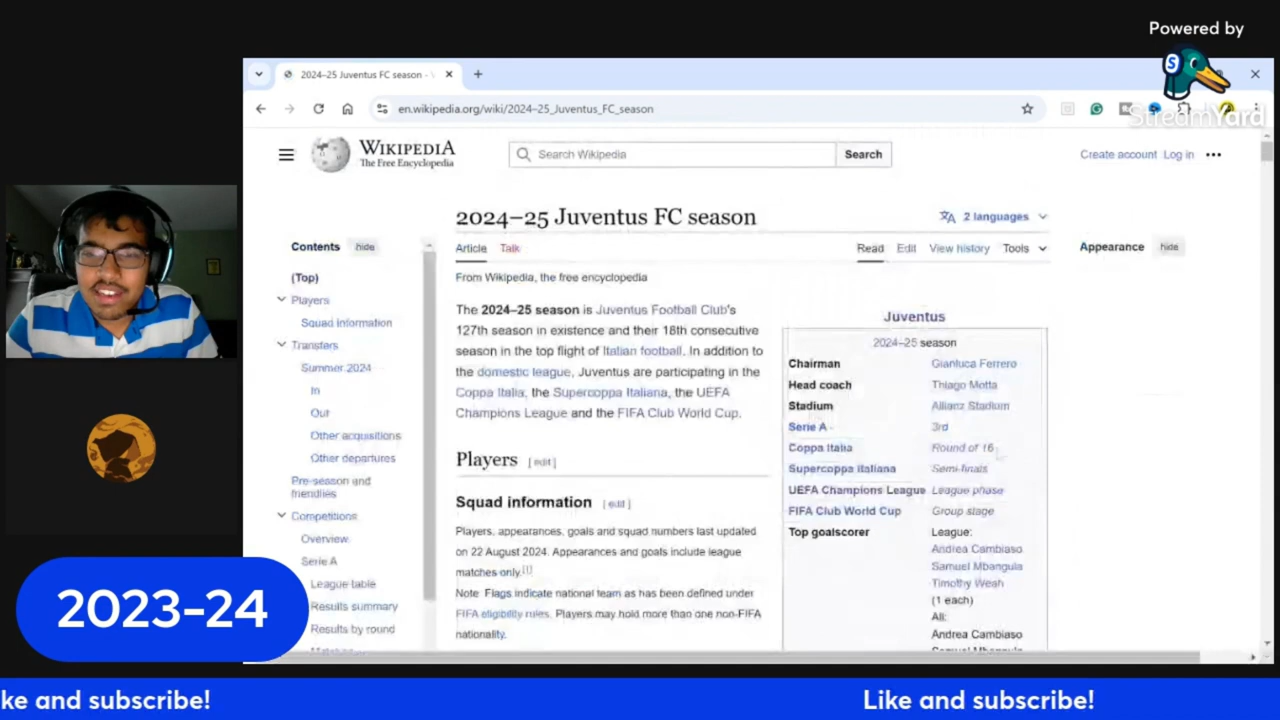 Powered by
StreamYard
2024–25 Juventus FC season -
en.wikipedia.org/wiki/2024–25_Juventus_FC_season
WIKIPEDIA
The Free Encyclopedia
Search Wikipedia
Search
Create account Log in
2024–25 Juventus FC season
2 languages
Contents hide
Article Talk
Read Edit View history Tools
Appearance hide
(Top)
Players
Squad information
Transfers
Summer 2024
In
Out
Other acquisitions
Other departures
Pre-season and
friendlies
Competitions
Overview
Serie A
League table
Results summary
Results by round
From Wikipedia, the free encyclopedia
The 2024–25 season is Juventus Football Club's
127th season in existence and their 18th consecutive
season in the top flight of Italian football. In addition to
the domestic league, Juventus are participating in the
Coppa Italia, the Supercoppa Italiana, the UEFA
Champions League and the FIFA Club World Cup.
Players [ edit ]
Squad information [ edit ]
Players, appearances, goals and squad numbers last updated
on 22 August 2024. Appearances and goals include league
matches only.[1]
Note: Flags indicate national team as has been defined under
FIFA eligibility rules. Players may hold more than one non-FIFA
nationality.
Juventus
2024–25 season
Chairman Gianluca Ferrero
Head coach Thiago Motta
Stadium Allianz Stadium
Serie A 3rd
Coppa Italia Round of 16
Supercoppa Italiana Semi-finals
UEFA Champions League League phase
FIFA Club World Cup Group stage
Top goalscorer League:
Andrea Cambiaso
Samuel Mbangula
Timothy Weah
(1 each)
All:
Andrea Cambiaso
Samuel Mbangula
2023-24
ke and subscribe!
Like and subscribe!